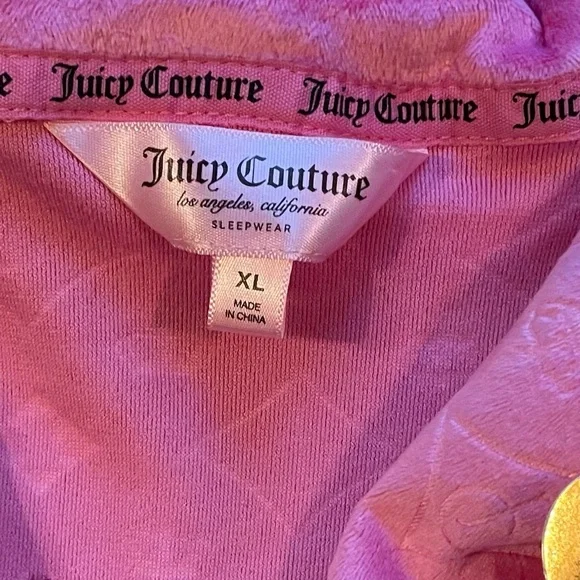 e Juicy Couture Juicy Couture Juic
Juicy Couture
los angeles, california
SLEEPWEAR
XL
MADE
IN CHINA